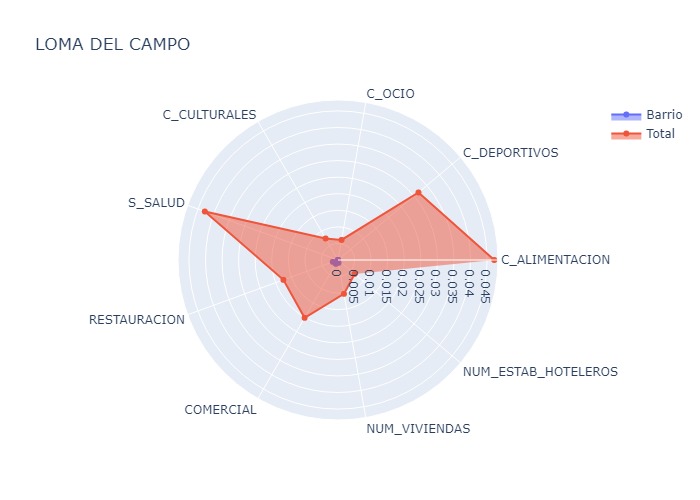 LOMA DEL CAMPO
C_OCIO
C_CULTURALES
Barrio
Total
C_DEPORTIVOS
S_SALUD
C_ALIMENTACION
0
0.005
0.01
0.015
0.02
0.025
0.03
0.035
0.04
0.045
RESTAURACION
NUM_ESTAB_HOTELEROS
COMERCIAL
NUM_VIVIENDAS